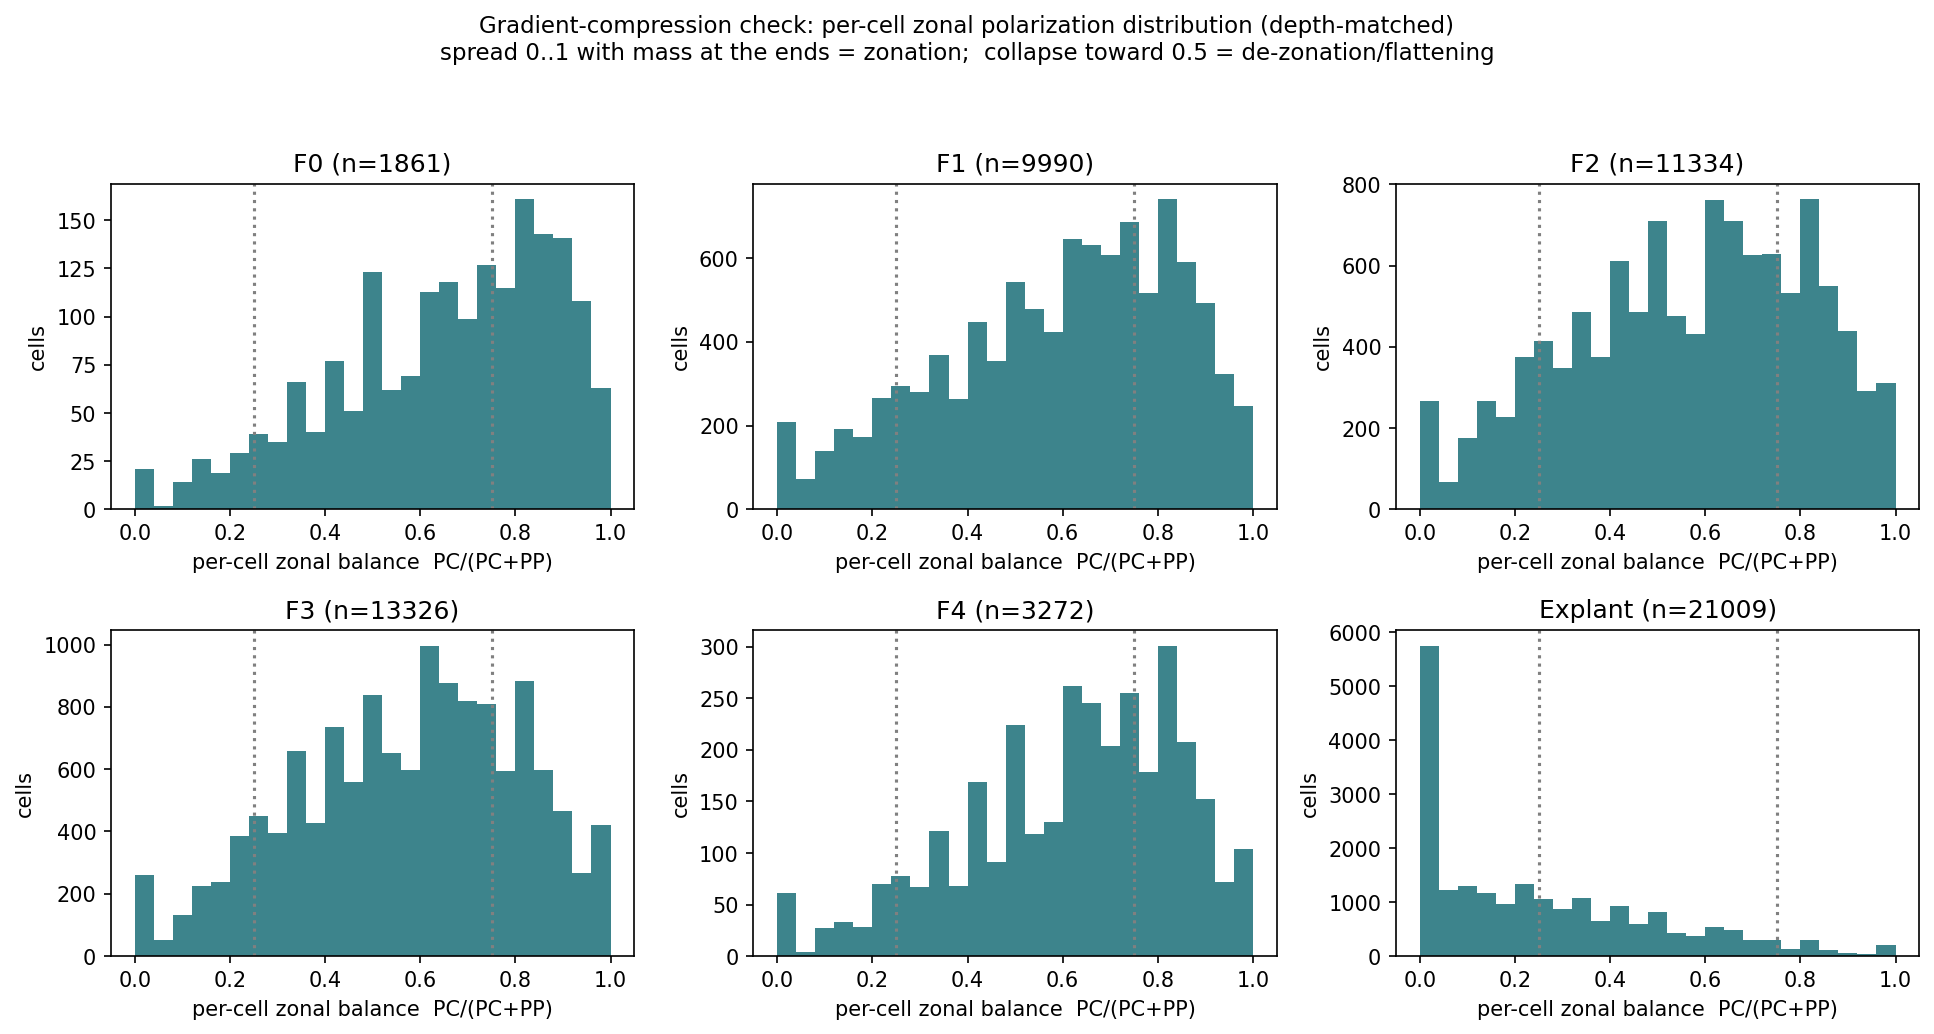 Gradient-compression check: per-cell zonal polarization distribution (depth-matched)
spread 0..1 with mass at the ends = zonation;  collapse toward 0.5 = de-zonation/flattening
F0 (n=1861)
150
125
100
75
50
25
0
cells
0.0 0.2 0.4 0.6 0.8 1.0
per-cell zonal balance  PC/(PC+PP)
F1 (n=9990)
600
400
200
0
cells
0.0 0.2 0.4 0.6 0.8 1.0
per-cell zonal balance  PC/(PC+PP)
F2 (n=11334)
800
600
400
200
0
cells
0.0 0.2 0.4 0.6 0.8 1.0
per-cell zonal balance  PC/(PC+PP)
F3 (n=13326)
1000
800
600
400
200
0
cells
0.0 0.2 0.4 0.6 0.8 1.0
per-cell zonal balance  PC/(PC+PP)
F4 (n=3272)
300
250
200
150
100
50
0
cells
0.0 0.2 0.4 0.6 0.8 1.0
per-cell zonal balance  PC/(PC+PP)
Explant (n=21009)
6000
5000
4000
3000
2000
1000
0
cells
0.0 0.2 0.4 0.6 0.8 1.0
per-cell zonal balance  PC/(PC+PP)